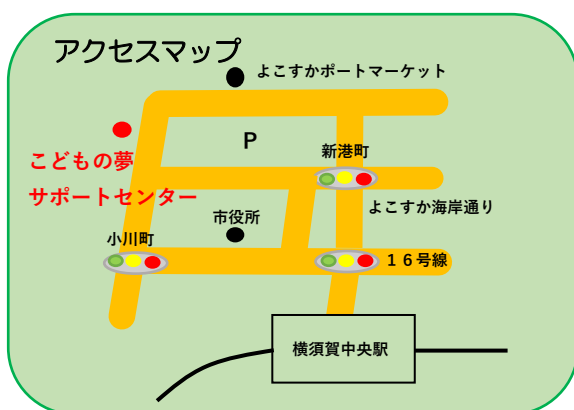 アクセスマップ
よこすかポートマーケット
P
新港町
こどもの夢
サポートセンター
よこすか海岸通り
市役所
小川町
１６号線
横須賀中央駅